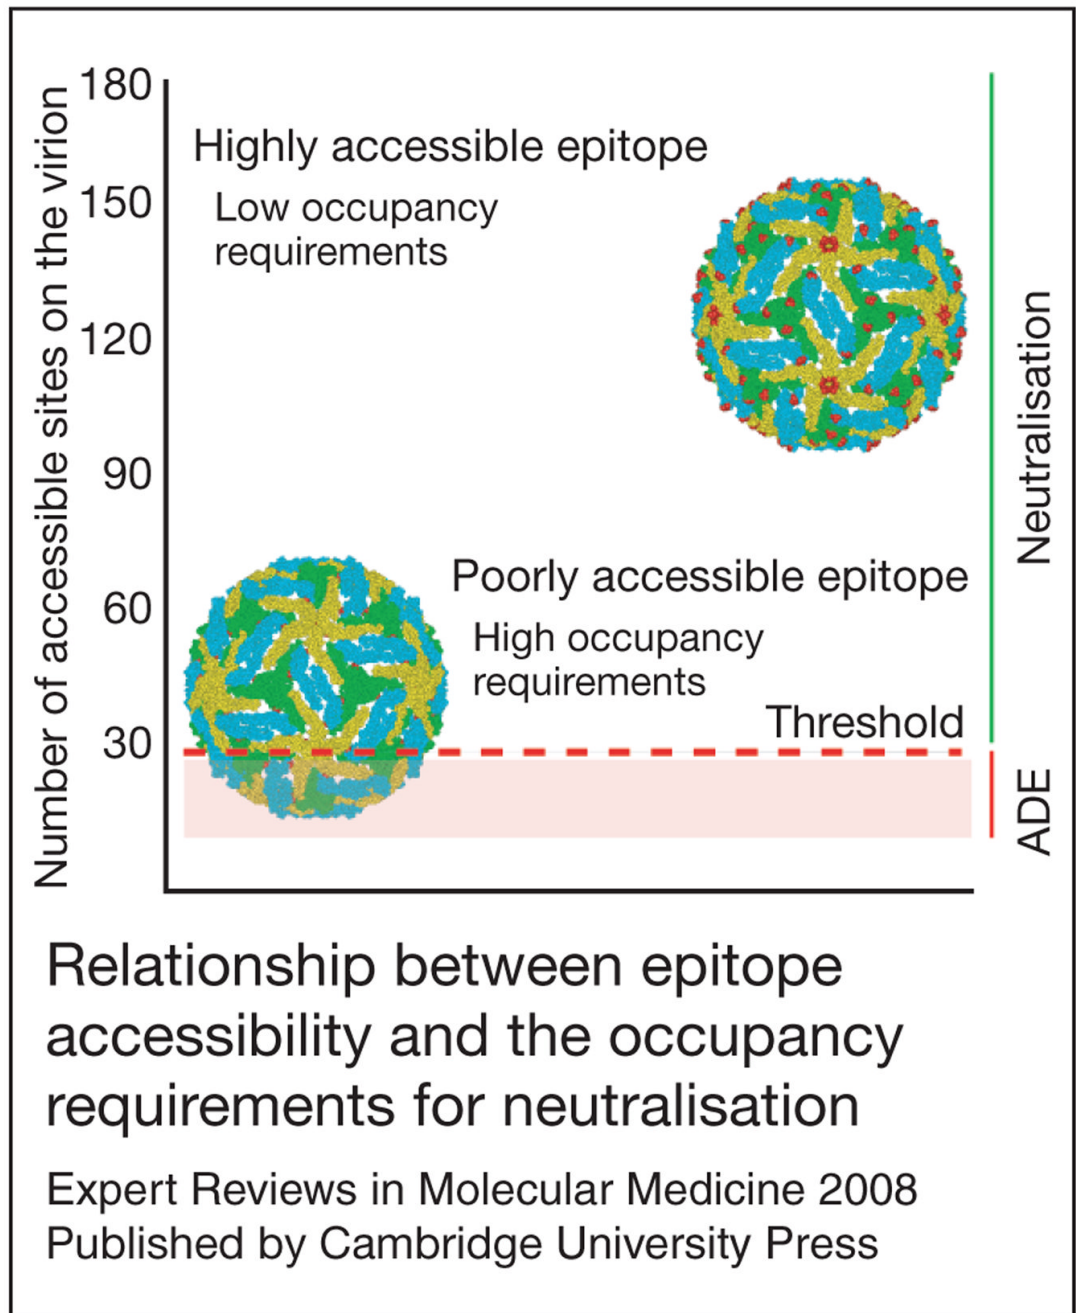 Number of accessible sites on the virion
180
150
120
90
60
30
Highly accessible epitope
Low occupancy
requirements
Poorly accessible epitope
High occupancy
requirements
Threshold
Neutralisation
ADE
Relationship between epitope
accessibility and the occupancy
requirements for neutralisation
Expert Reviews in Molecular Medicine 2008
Published by Cambridge University Press